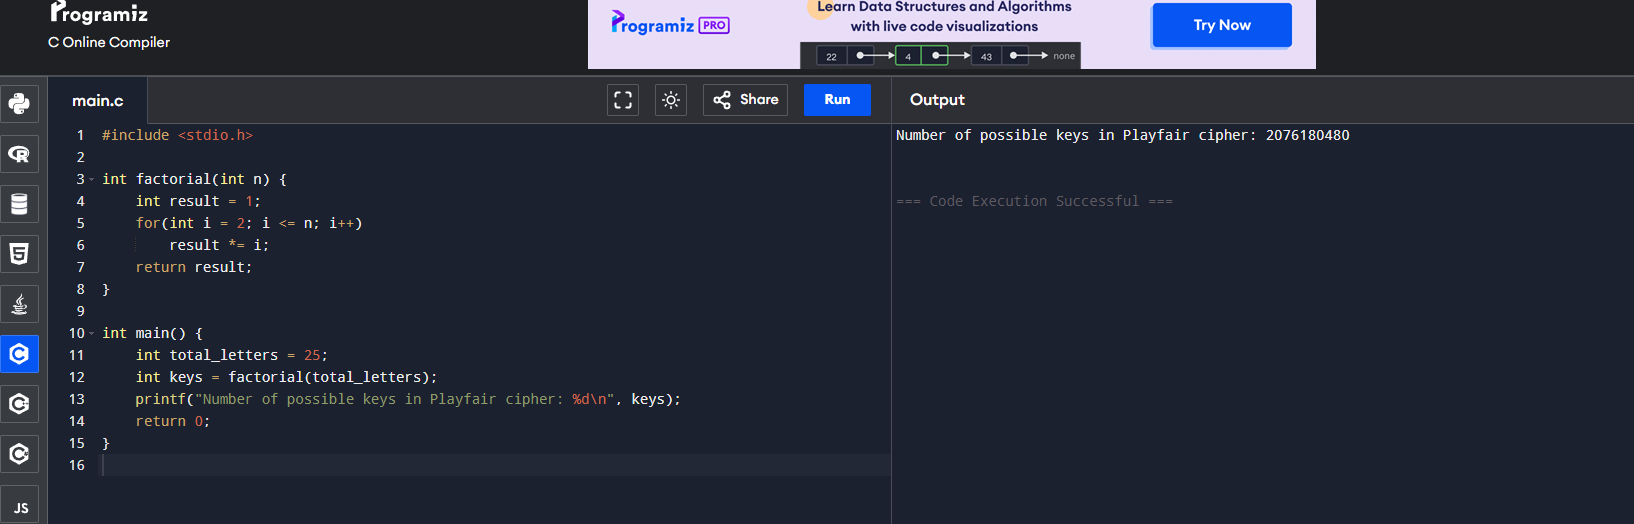 Programiz
C Online Compiler
Programiz PRO
Learn Data Structures and Algorithms
with live code visualizations
22 4 43 none
Try Now
main.c
Share
Run
Output
1 #include <stdio.h>
2
3 int factorial(int n) {
4 int result = 1;
5 for(int i = 2; i <= n; i++)
6 result *= i;
7 return result;
8 }
9
10 int main() {
11 int total_letters = 25;
12 int keys = factorial(total_letters);
13 printf("Number of possible keys in Playfair cipher: %d\n", keys);
14 return 0;
15 }
16
Number of possible keys in Playfair cipher: 2076180480
=== Code Execution Successful ===
JS